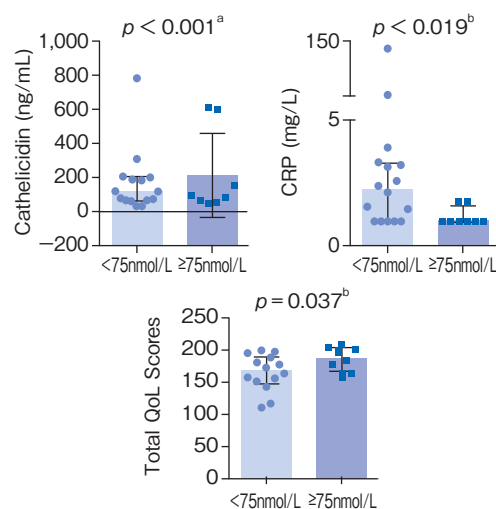 p < 0.001a
Cathelicidin (ng/mL)
1,000
800
600
400
200
0
−200
<75nmol/L ≥75nmol/L
p < 0.019b
CRP (mg/L)
150
5
0
<75nmol/L ≥75nmol/L
p = 0.037b
Total QoL Scores
250
200
150
100
50
0
<75nmol/L ≥75nmol/L